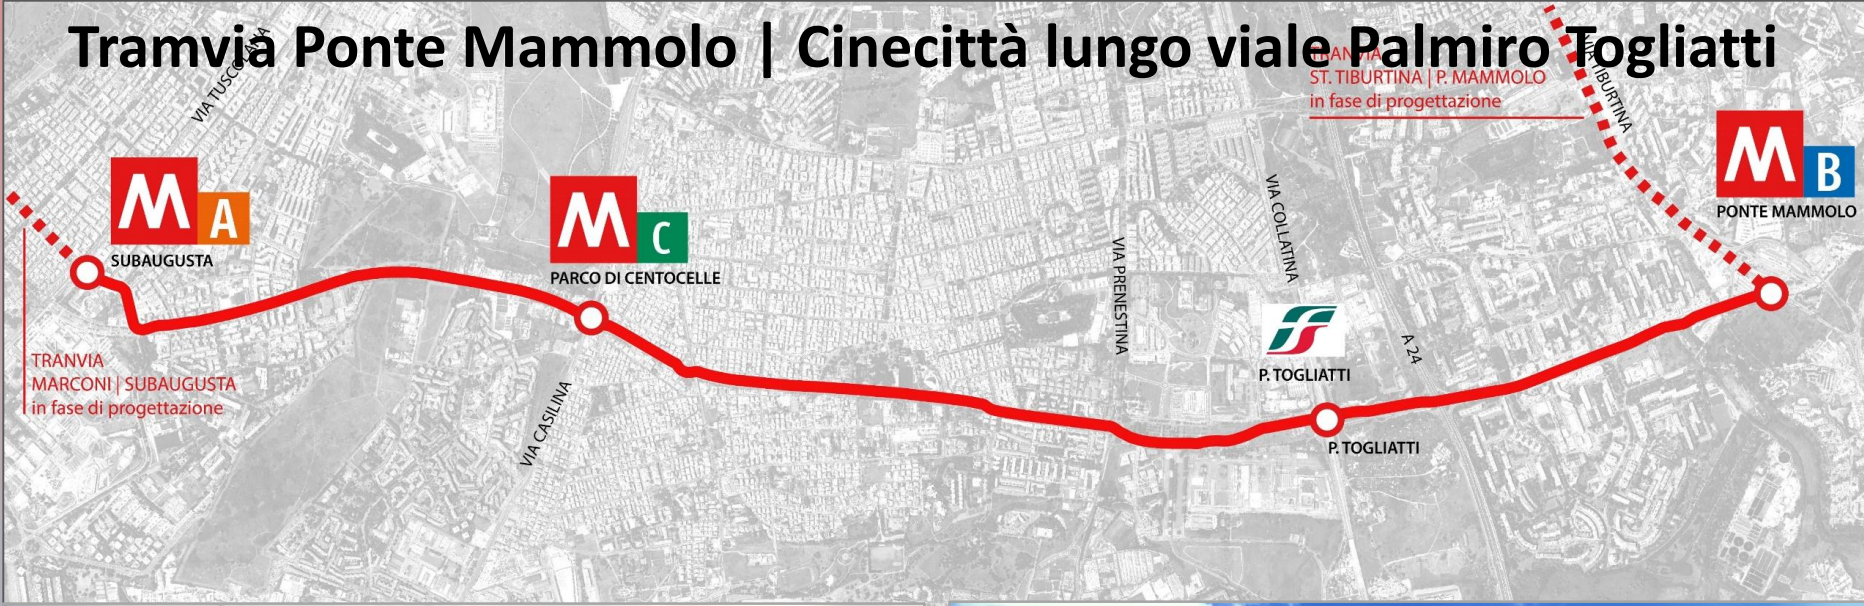 Tramvia Ponte Mammolo | Cinecittà lungo viale Palmiro Togliatti
VIA TUSCOLANA
TRANVIA
ST. TIBURTINA | P. MAMMOLO
in fase di progettazione
VIA TIBURTINA
M A
SUBAUGUSTA
M C
PARCO DI CENTOCELLE
VIA PRENESTINA
VIA COLLATINA
M B
PONTE MAMMOLO
TRANVIA
MARCONI | SUBAUGUSTA
in fase di progettazione
VIA CASILINA
P. TOGLIATTI
A 24
P. TOGLIATTI